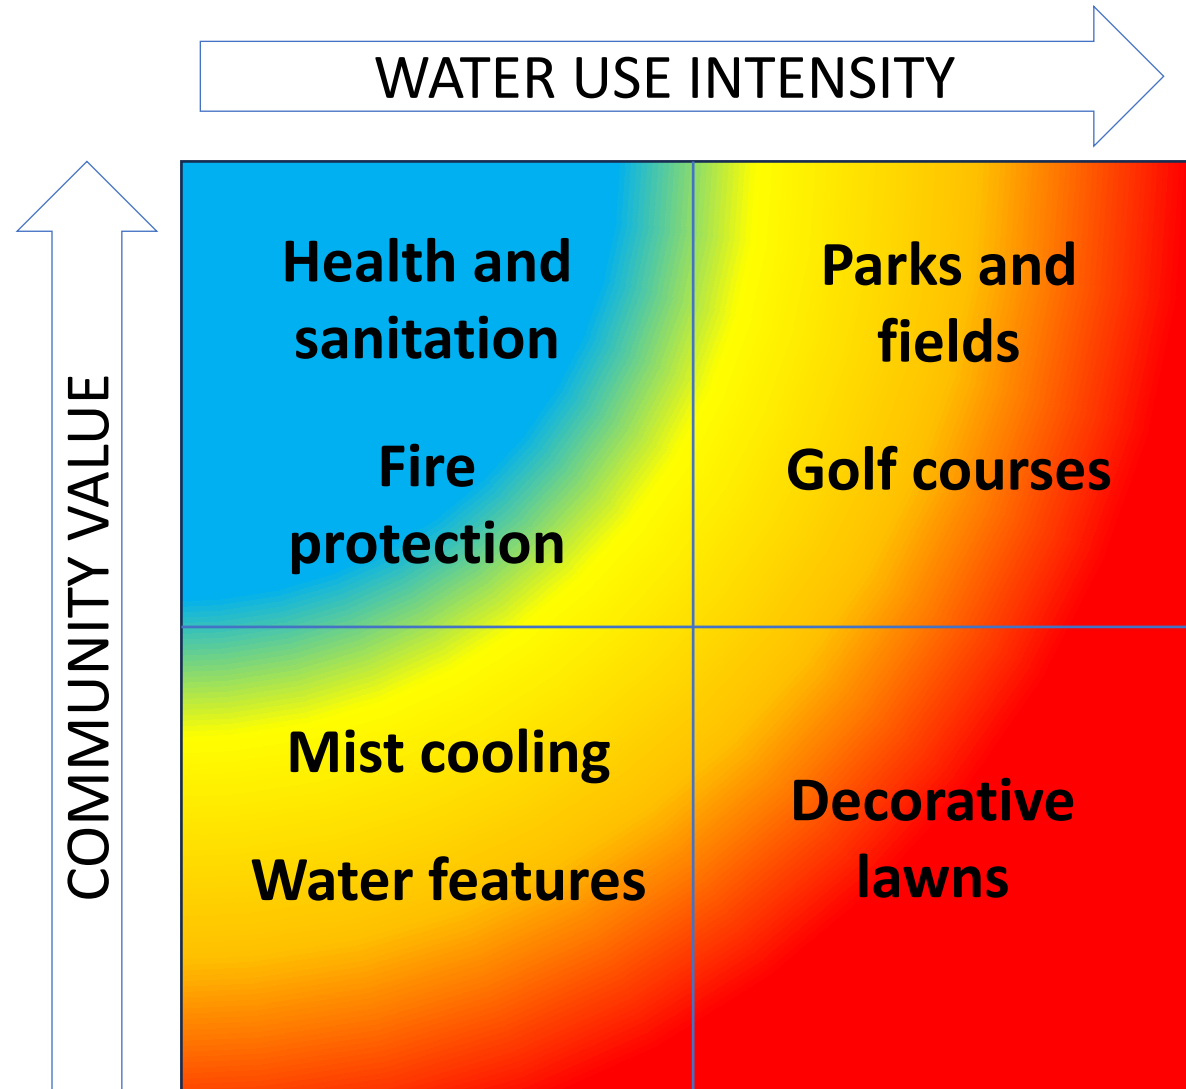 WATER USE INTENSITY
COMMUNITY VALUE
Health and
sanitation
Fire
protection
Parks and
fields
Golf courses
Mist cooling
Water features
Decorative
lawns